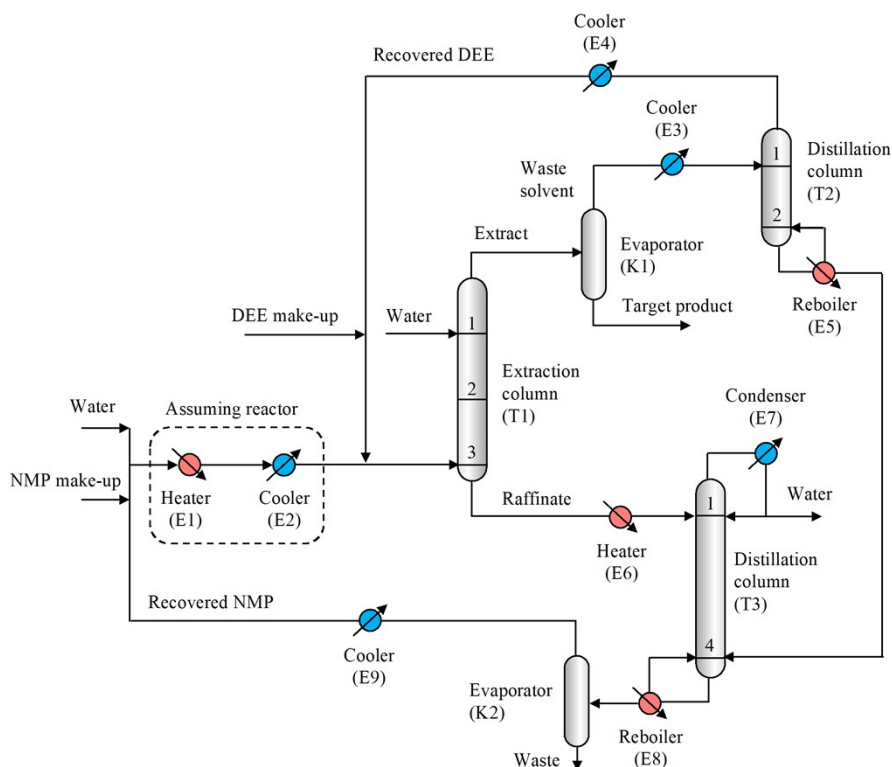 Cooler
(E4)
Recovered DEE
Cooler
(E3)
Waste
solvent
1
2
Distillation
column
(T2)
Extract
Evaporator
(K1)
Reboiler
(E5)
Target product
DEE make-up
Water
1
2
3
Extraction
column
(T1)
Condenser
(E7)
Water
Assuming reactor
NMP make-up
Heater
(E1)
Cooler
(E2)
Raffinate
Heater
(E6)
1
4
Water
Distillation
column
(T3)
Recovered NMP
Cooler
(E9)
Evaporator
(K2)
Reboiler
(E8)
Waste